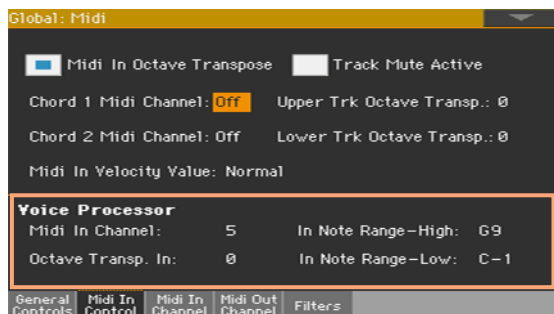 Global: Midi
Midi In Octave Transpose Track Mute Active
Chord 1 Midi Channel: Off Upper Trk Octave Transp.: 0
Chord 2 Midi Channel: Off Lower Trk Octave Transp.: 0
Midi In Velocity Value: Normal
Voice Processor
Midi In Channel: 5 In Note Range-High: G9
Octave Transp. In: 0 In Note Range-Low: C-1
General Midi In Midi In Midi Out Filters
Controls Control Channel Channel